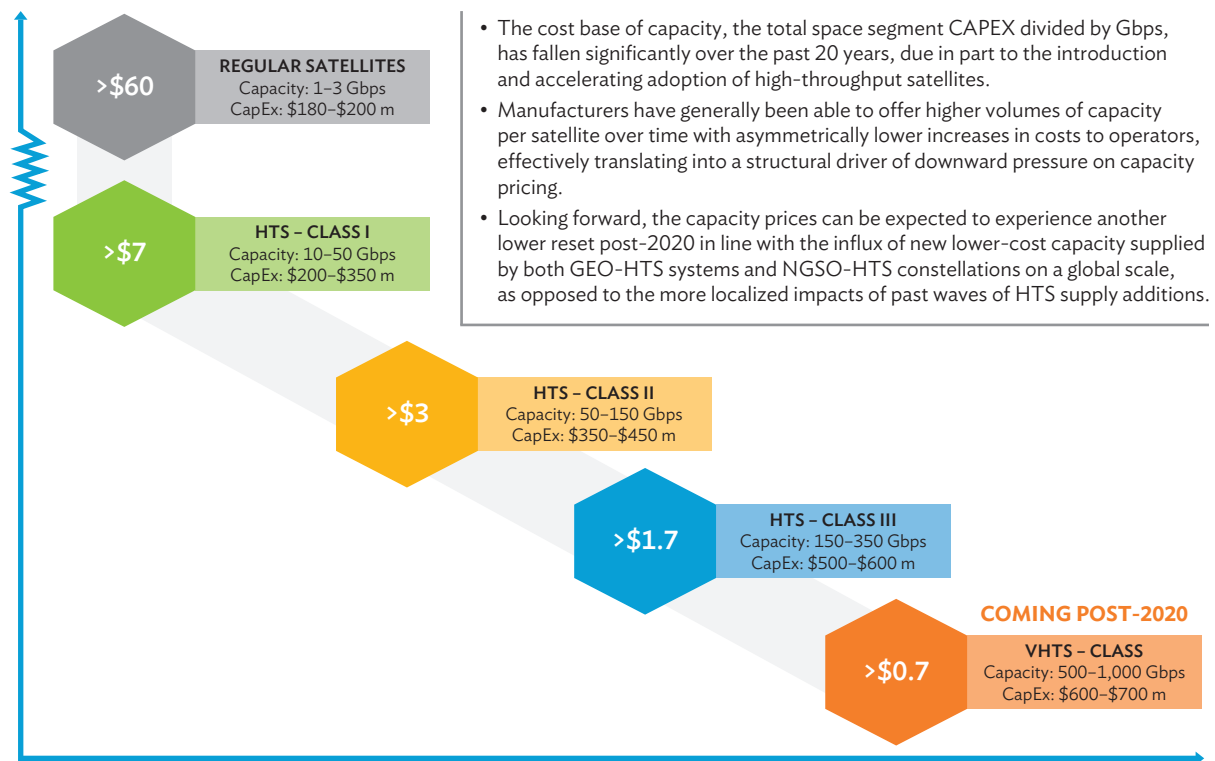 >$60
REGULAR SATELLITES
Capacity: 1–3 Gbps
CapEx: $180–$200 m
• The cost base of capacity, the total space segment CAPEX divided by Gbps,
has fallen significantly over the past 20 years, due in part to the introduction
and accelerating adoption of high-throughput satellites.
• Manufacturers have generally been able to offer higher volumes of capacity
per satellite over time with asymmetrically lower increases in costs to operators,
effectively translating into a structural driver of downward pressure on capacity
pricing.
• Looking forward, the capacity prices can be expected to experience another
lower reset post-2020 in line with the influx of new lower-cost capacity supplied
by both GEO-HTS systems and NGSO-HTS constellations on a global scale,
as opposed to the more localized impacts of past waves of HTS supply additions.
>$7
HTS – CLASS I
Capacity: 10–50 Gbps
CapEx: $200–$350 m
>$3
HTS – CLASS II
Capacity: 50–150 Gbps
CapEx: $350–$450 m
>$1.7
HTS – CLASS III
Capacity: 150–350 Gbps
CapEx: $500–$600 m
COMING POST-2020
>$0.7
VHTS – CLASS
Capacity: 500–1,000 Gbps
CapEx: $600–$700 m